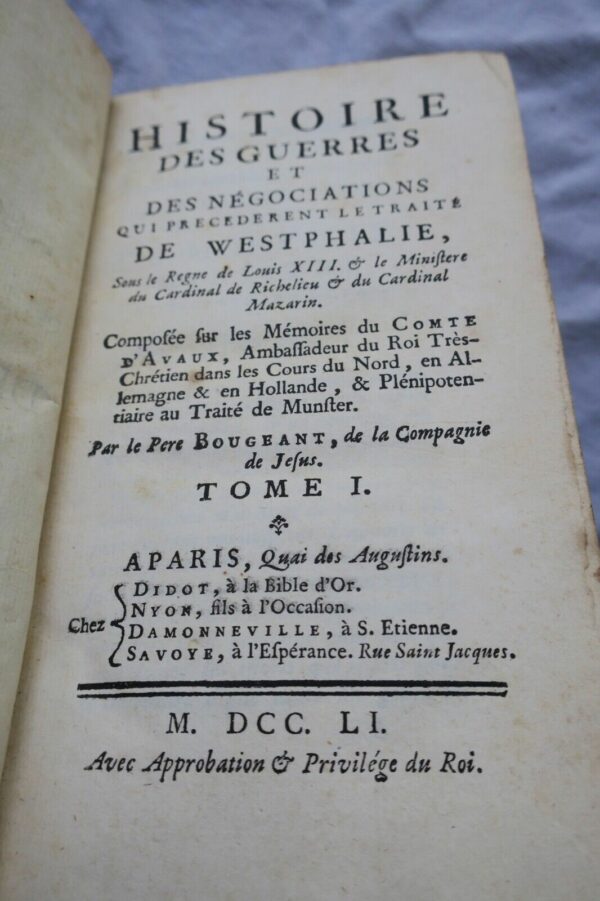 HISTOIRE
DES GUERRES
ET
DES NÉGOCIATIONS
QUI PRECEDERENT LE TRAITÉ
DE WESTPHALIE,
Sous le Regne de Louis XIII. & le Miniſtere
du Cardinal de Richelieu & du Cardinal
Mazarin.
Compoſée ſur les Mémoires du COMTE
D'AVAUX, Ambaſſadeur du Roi Très-
Chrétien dans les Cours du Nord, en Al-
lemagne & en Hollande, & Plénipoten-
tiaire au Traité de Munſter.
Par le Pere BOUGEANT, de la Compagnie
de Jeſus.
TOME I.
A PARIS, Quai des Auguſtins.
Chez
DIDOT, à la Bible d'Or.
NYON, fils à l'Occaſion.
DAMONNEVILLE, à S. Etienne.
SAVOYE, à l'Eſpérance. Rue Saint Jacques.
M. DCC. LI.
Avec Approbation & Privilége du Roi.